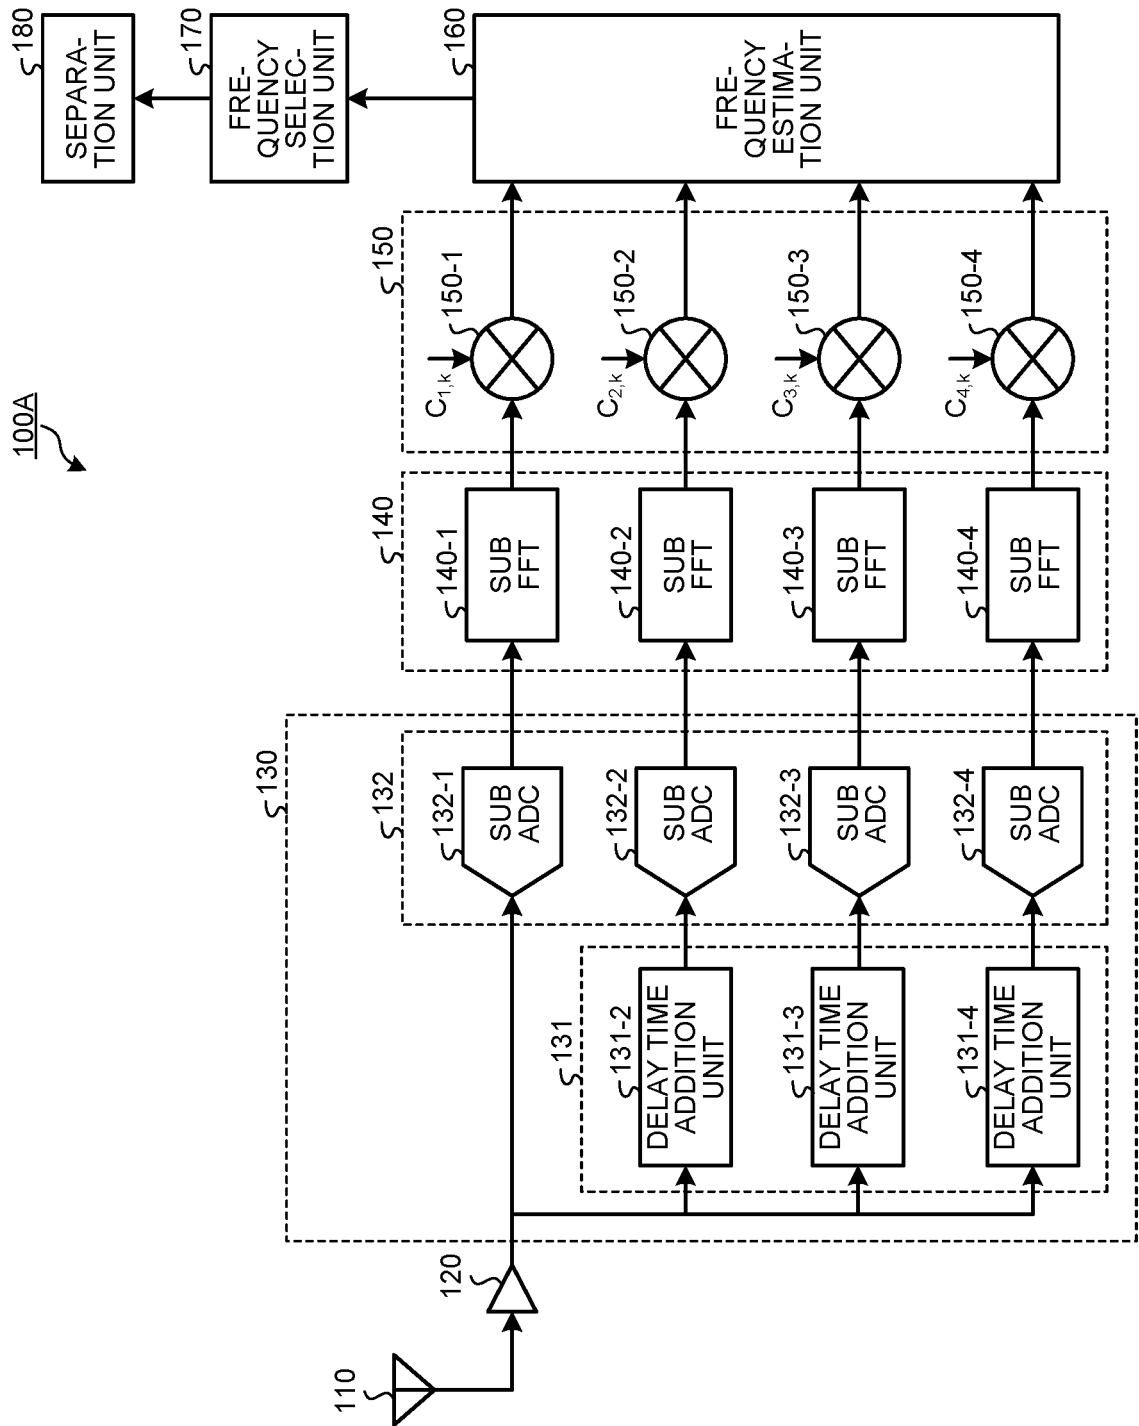 100A
110
120
130
131
131-2
DELAY TIME
ADDITION
UNIT
131-3
DELAY TIME
ADDITION
UNIT
131-4
DELAY TIME
ADDITION
UNIT
132
132-1
SUB
ADC
132-2
SUB
ADC
132-3
SUB
ADC
132-4
SUB
ADC
140
140-1
SUB
FFT
140-2
SUB
FFT
140-3
SUB
FFT
140-4
SUB
FFT
150
C1,k
150-1
C2,k
150-2
C3,k
150-3
C4,k
150-4
160
FRE-
QUENCY
ESTIMA-
TION UNIT
170
FRE-
QUENCY
SELEC-
TION UNIT
180
SEPARA-
TION UNIT